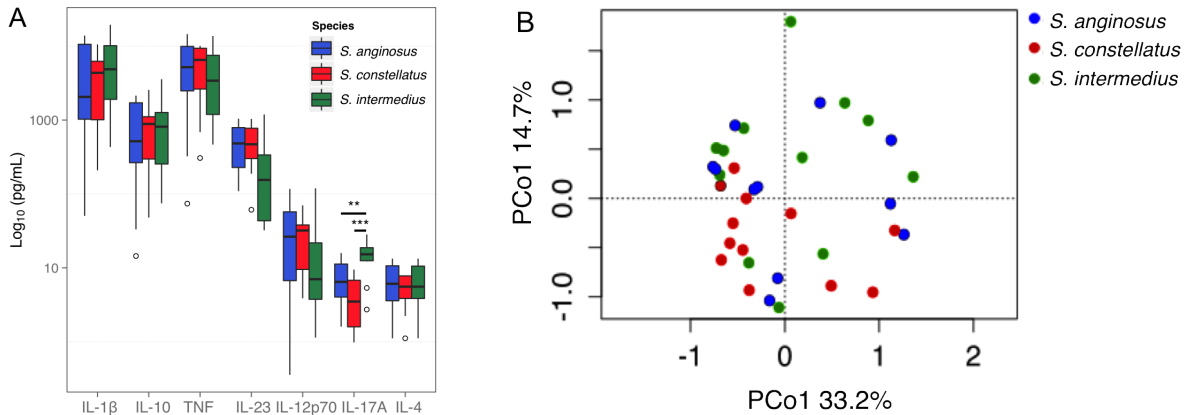 A
Species
S. anginosus
S. constellatus
S. intermedius
1000
10
Log10 (pg/mL)
**
***
IL-1β IL-10 TNF IL-23 IL-12p70 IL-17A IL-4
B
S. anginosus
S. constellatus
S. intermedius
PCo1 14.7%
1.0
0.0
-1.0
-1 0 1 2
PCo1 33.2%